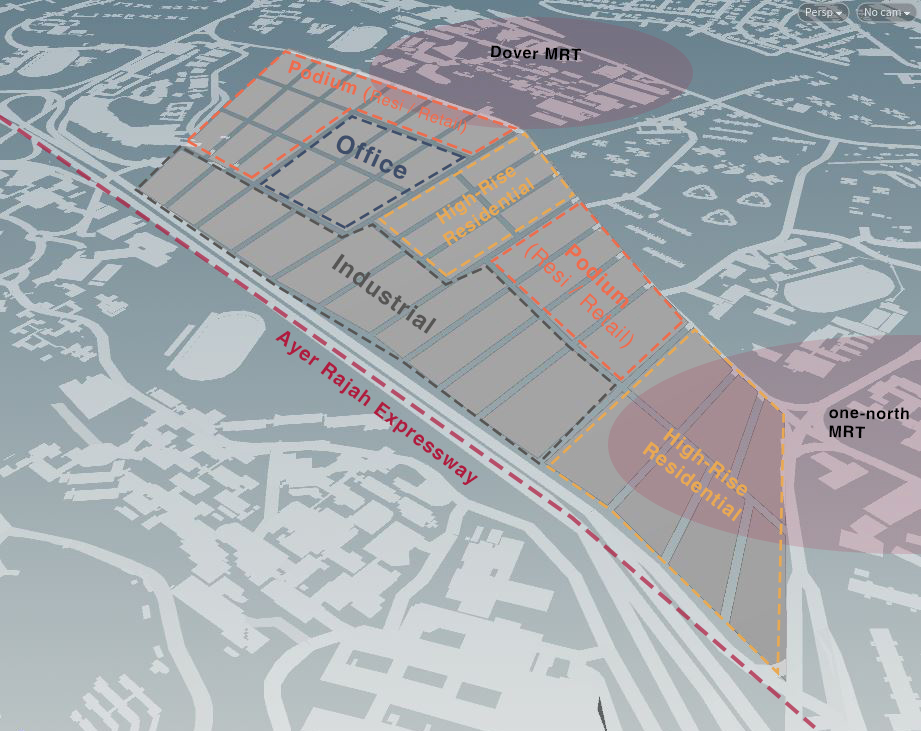 Persp
No cam
Dover MRT
Podium (Resi + Retail)
Office
High-Rise
Residential
Podium
(Resi + Retail)
Industrial
Ayer Rajah Expressway
one-north
MRT
High-Rise
Residential